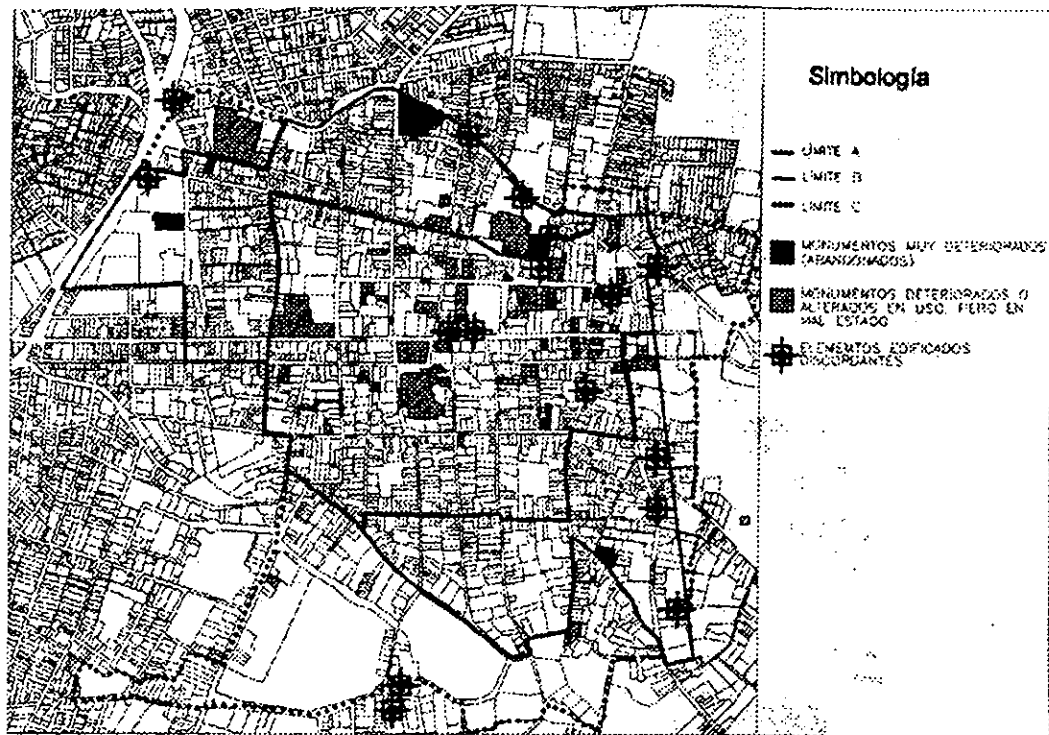 Simbología
LÍMITE A
LÍMITE B
LÍMITE C
MONUMENTOS MUY DETERIORADOS
(ABANDONADOS)
MONUMENTOS DETERIORADOS O
ALTERADOS EN USO, PERO EN
MAL ESTADO
ELEMENTOS EDIFICADOS
DISCORDANTES